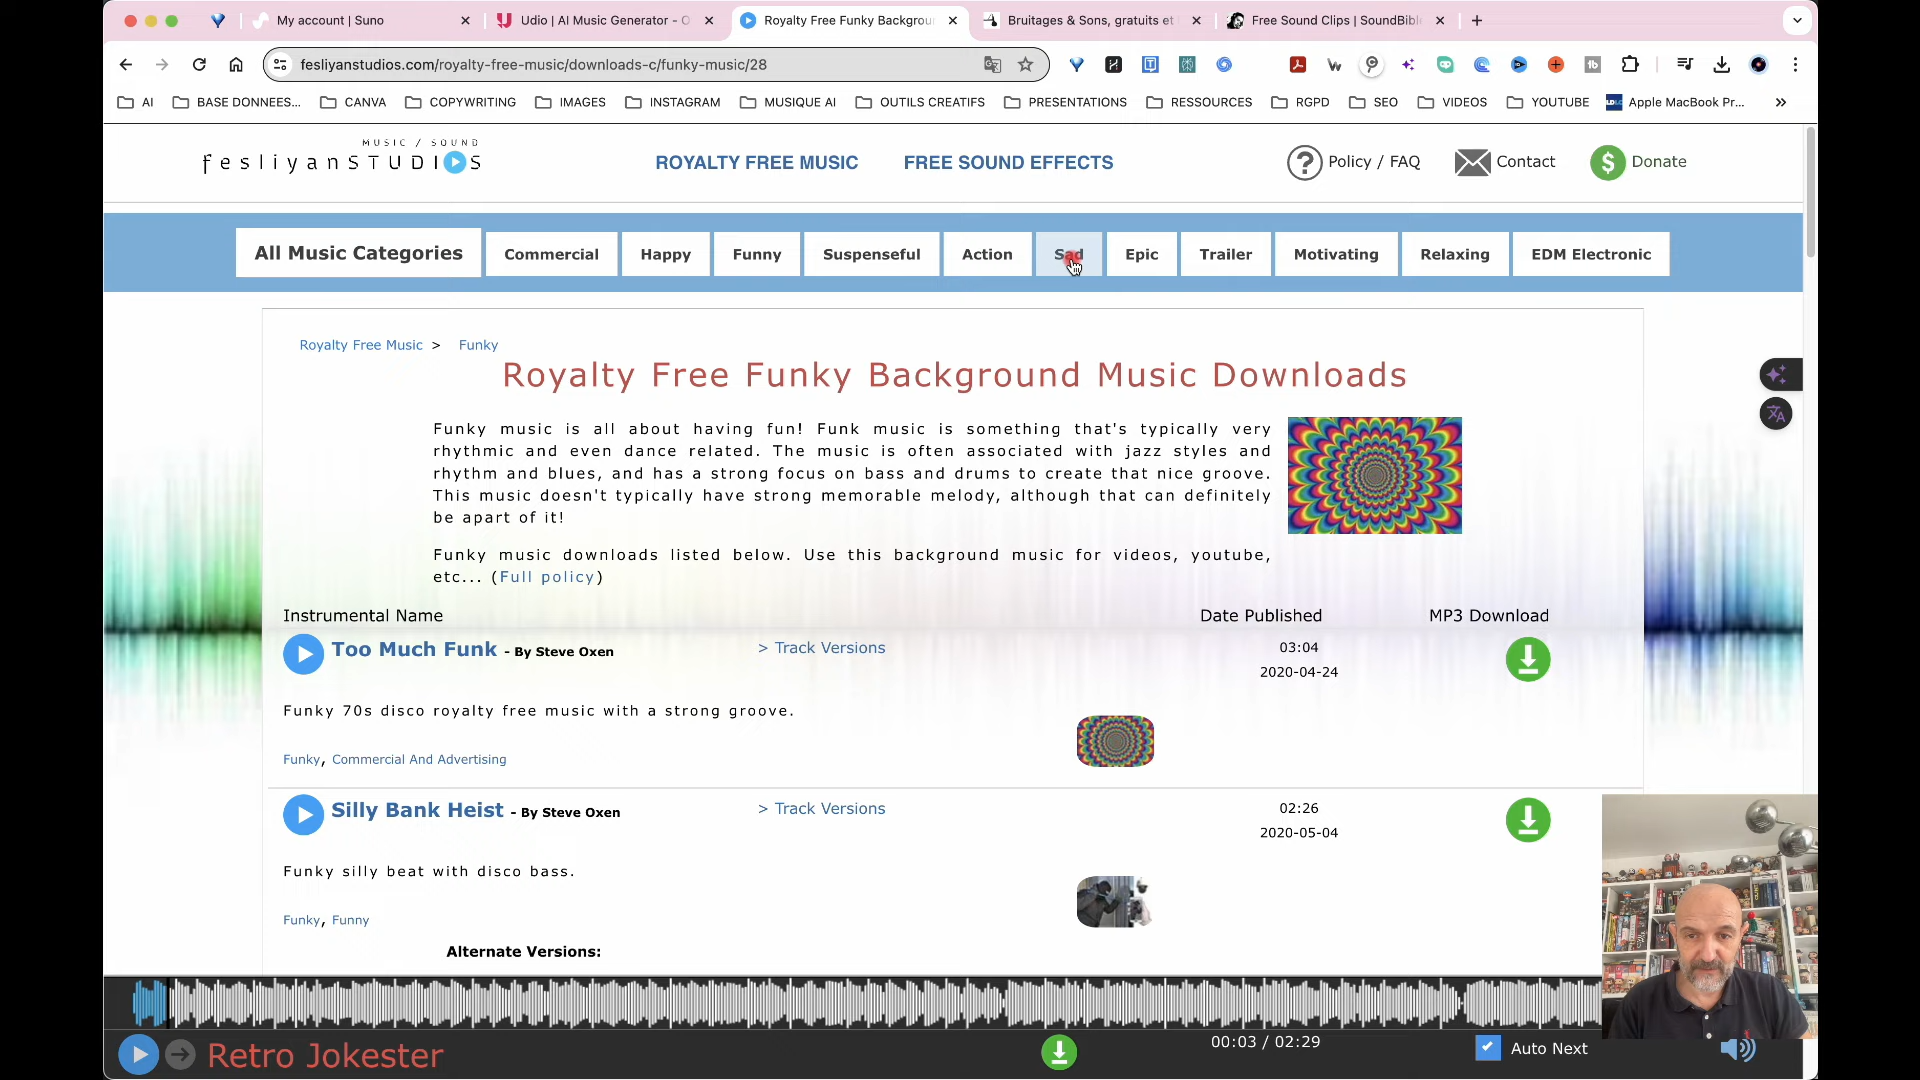 My account | Suno
Udio | AI Music Generator - O
Royalty Free Funky Backgrour
Bruitages & Sons, gratuits et
Free Sound Clips | SoundBibl
fesliyanstudios.com/royalty-free-music/downloads-c/funky-music/28
AI
BASE DONNEES...
CANVA
COPYWRITING
IMAGES
INSTAGRAM
MUSIQUE AI
OUTILS CREATIFS
PRESENTATIONS
RESSOURCES
RGPD
SEO
VIDEOS
YOUTUBE
Apple MacBook Pr...
MUSIC / SOUND
fesliyanSTUDIOS
ROYALTY FREE MUSIC
FREE SOUND EFFECTS
Policy / FAQ
Contact
Donate
All Music Categories
Commercial
Happy
Funny
Suspenseful
Action
Sad
Epic
Trailer
Motivating
Relaxing
EDM Electronic
Royalty Free Music > Funky
Royalty Free Funky Background Music Downloads
Funky music is all about having fun! Funk music is something that's typically very
rhythmic and even dance related. The music is often associated with jazz styles and
rhythm and blues, and has a strong focus on bass and drums to create that nice groove.
This music doesn't typically have strong memorable melody, although that can definitely
be apart of it!
Funky music downloads listed below. Use this background music for videos, youtube,
etc... (Full policy)
Instrumental Name
Date Published
MP3 Download
Too Much Funk - By Steve Oxen
> Track Versions
03:04
2020-04-24
Funky 70s disco royalty free music with a strong groove.
Funky, Commercial And Advertising
Silly Bank Heist - By Steve Oxen
> Track Versions
02:26
2020-05-04
Funky silly beat with disco bass.
Funky, Funny
Alternate Versions:
Retro Jokester
00:03 / 02:29
Auto Next